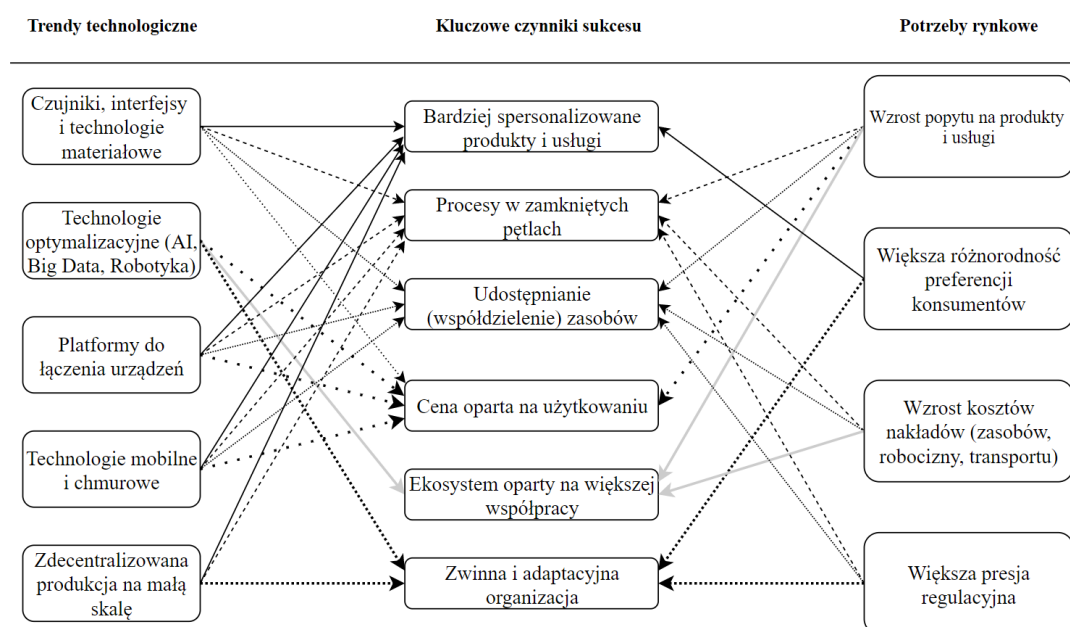 Trendy technologiczne
Kluczowe czynniki sukcesu
Potrzeby rynkowe
Czujniki, interfejsy
i technologie
materiałowe
Technologie
optymalizacyjne (AI,
Big Data, Robotyka)
Platformy do
łączenia urządzeń
Technologie mobilne
i chmurowe
Zdecentralizowana
produkcja na małą
skalę
Bardziej spersonalizowane
produkty i usługi
Procesy w zamkniętych
pętlach
Udostępnianie
(współdzielenie) zasobów
Cena oparta na użytkowaniu
Ekosystem oparty na większej
współpracy
Zwinna i adaptacyjna
organizacja
Wzrost popytu na produkty
i usługi
Większa różnorodność
preferencji
konsumentów
Wzrost kosztów
nakładów (zasobów,
robocizny, transportu)
Większa presja
regulacyjna